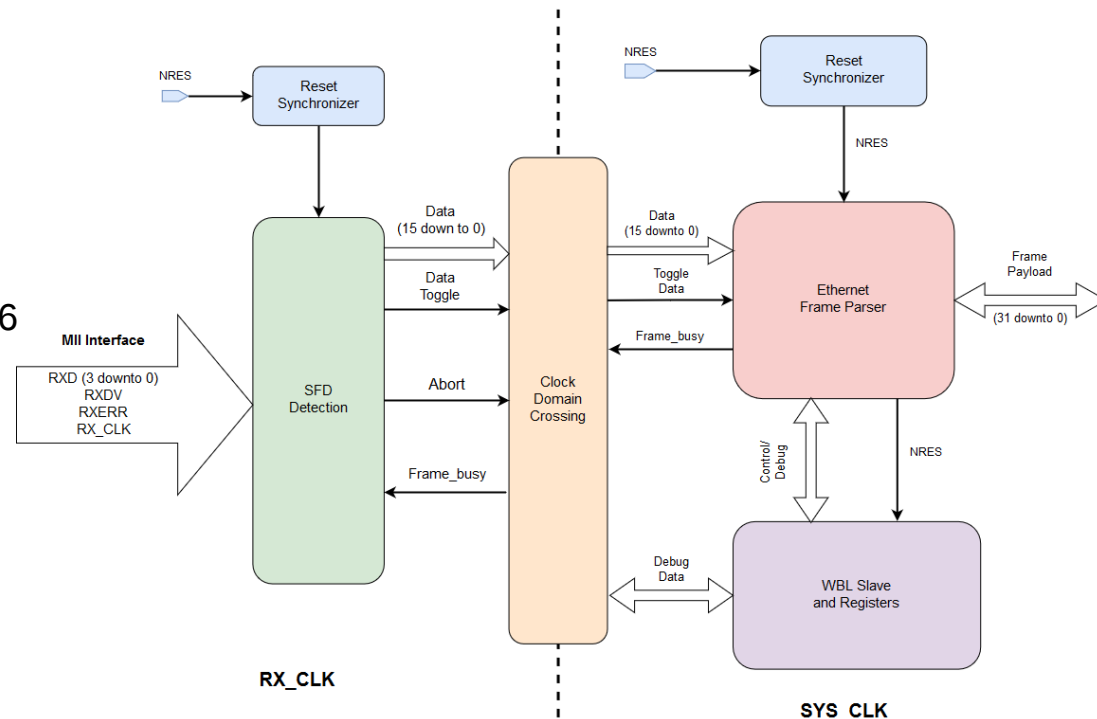 NRES
Reset
Synchronizer
NRES
Reset
Synchronizer
NRES
Data
(15 down to 0)
Data
Toggle
Abort
Frame_busy
6
MII Interface
RXD (3 downto 0)
RXDV
RXERR
RX_CLK
SFD
Detection
Clock
Domain
Crossing
Data
(15 downto 0)
Toggle
Data
Frame_busy
Ethernet
Frame Parser
Frame
Payload
(31 downto 0)
Control/
Debug
NRES
Debug
Data
WBL Slave
and Registers
RX_CLK
SYS_CLK